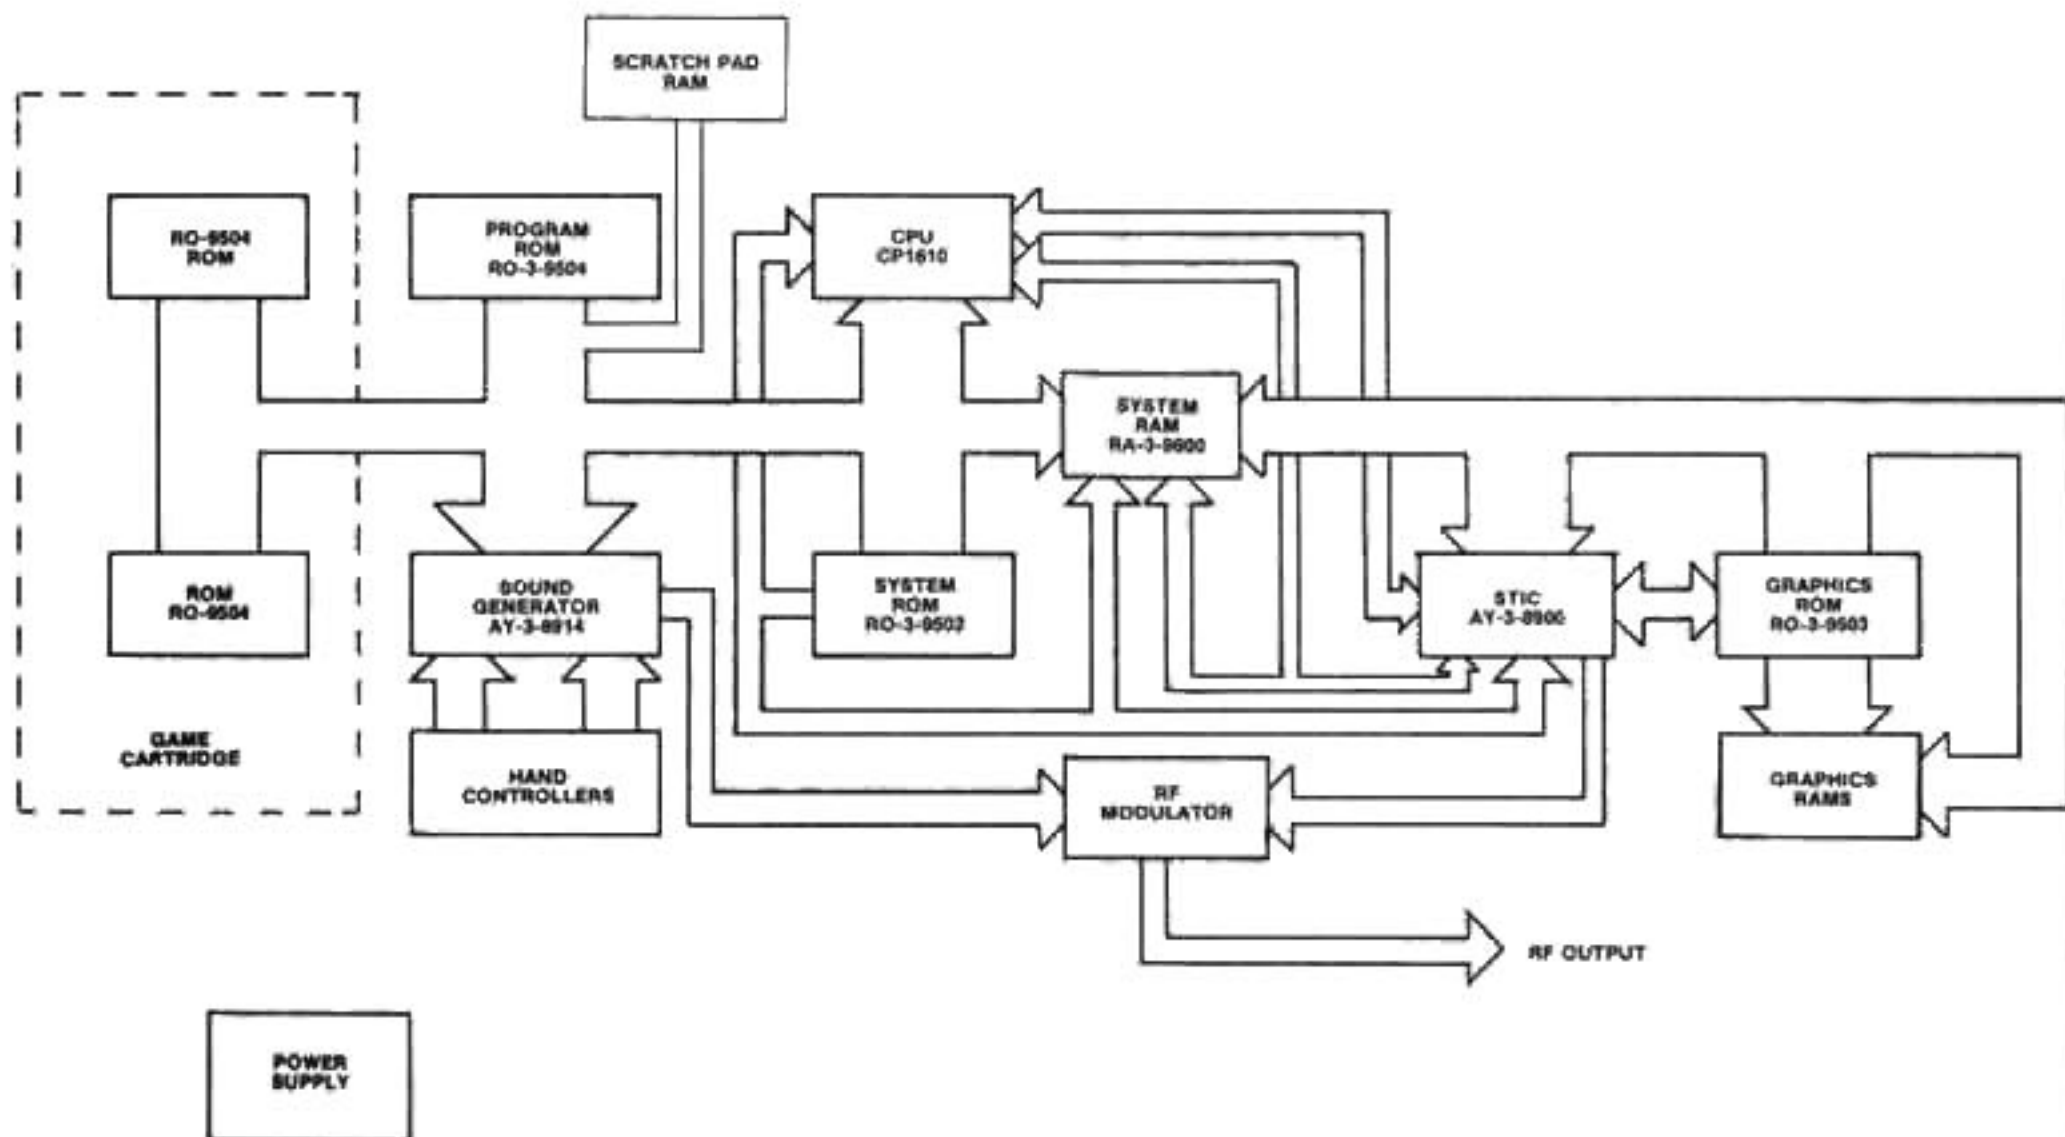 SCRATCH PAD
RAM
RO-9504
ROM
PROGRAM
ROM
RO-3-9504
CPU
CP1610
SYSTEM
RAM
RA-3-9600
ROM
RO-9504
SOUND
GENERATOR
AY-3-8914
SYSTEM
ROM
RO-3-9502
STIC
AY-3-8900
GRAPHICS
ROM
RO-3-9503
GAME
CARTRIDGE
HAND
CONTROLLERS
RF
MODULATOR
GRAPHICS
RAMS
RF OUTPUT
POWER
SUPPLY